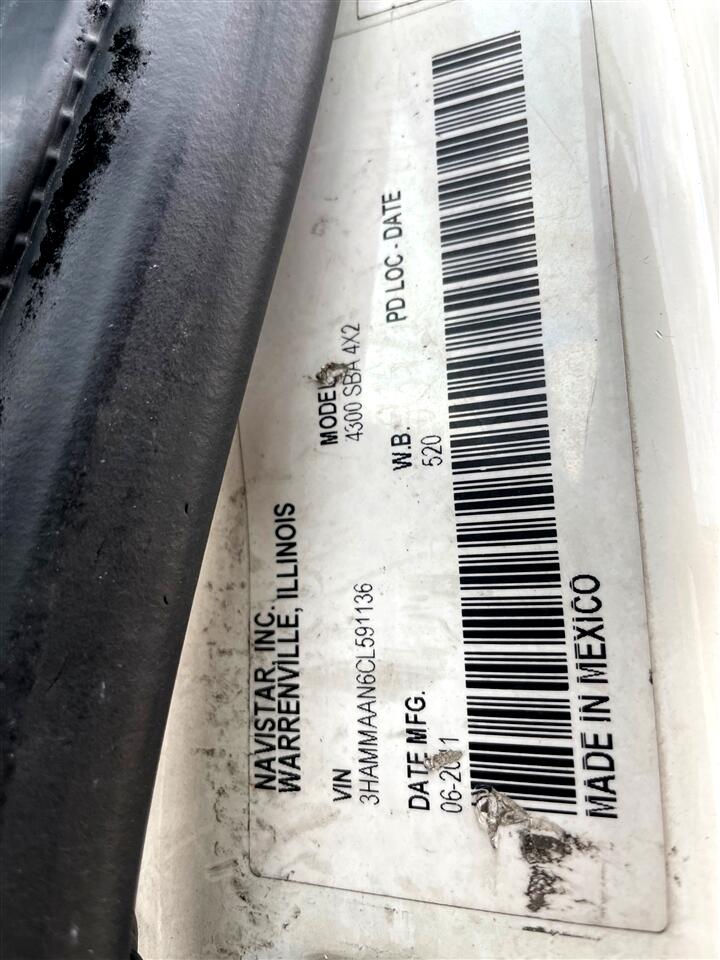 NAVISTAR, INC.
WARRENVILLE, ILLINOIS
VIN
3HAMMAAN6CL591136
MODEL
4300 SBA 4X2
DATE MFG.
06-2011
W.B.
520
PD LOC - DATE
MADE IN MEXICO